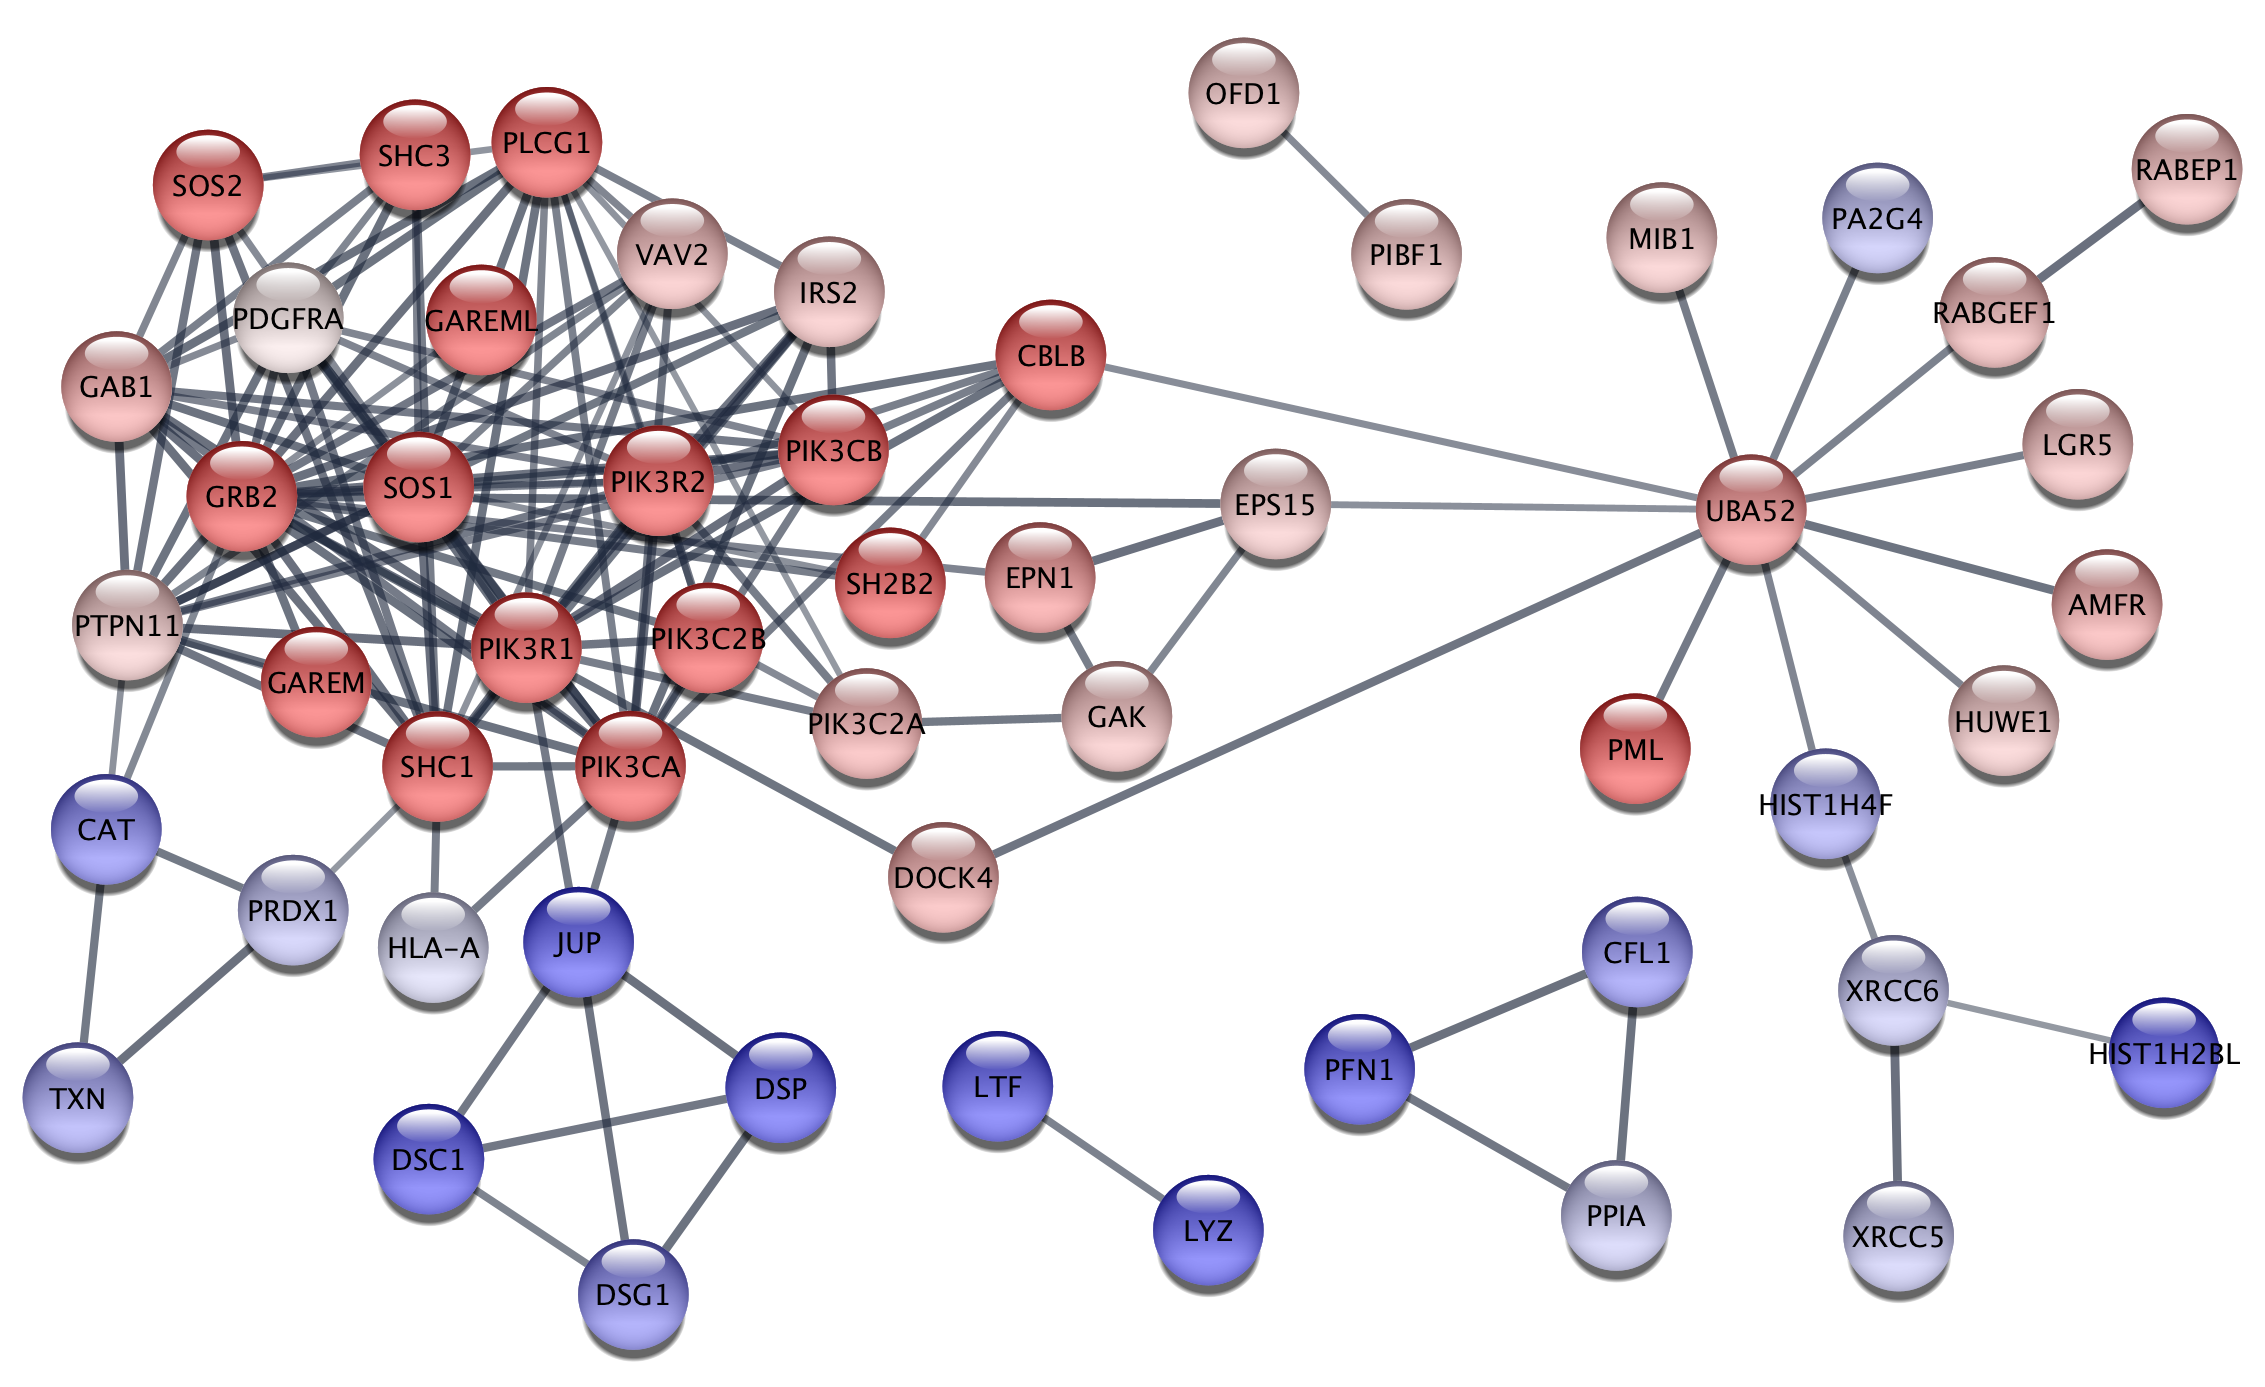 OFD1
PLCG1
SHC3
RABEP1
SOS2
PA2G4
MIB1
VAV2
PIBF1
IRS2
RABGEF1
PDGFRA
GAREML
CBLB
GAB1
LGR5
PIK3CB
PIK3R2
SOS1
GRB2
EPS15
UBA52
EPN1
SH2B2
AMFR
PTPN11
PIK3C2B
PIK3R1
GAREM
GAK
PIK3C2A
HUWE1
PML
SHC1
PIK3CA
HIST1H4F
CAT
DOCK4
PRDX1
JUP
HLA-A
CFL1
XRCC6
HIST1H2BL
PFN1
LTF
DSP
TXN
DSC1
PPIA
LYZ
XRCC5
DSG1